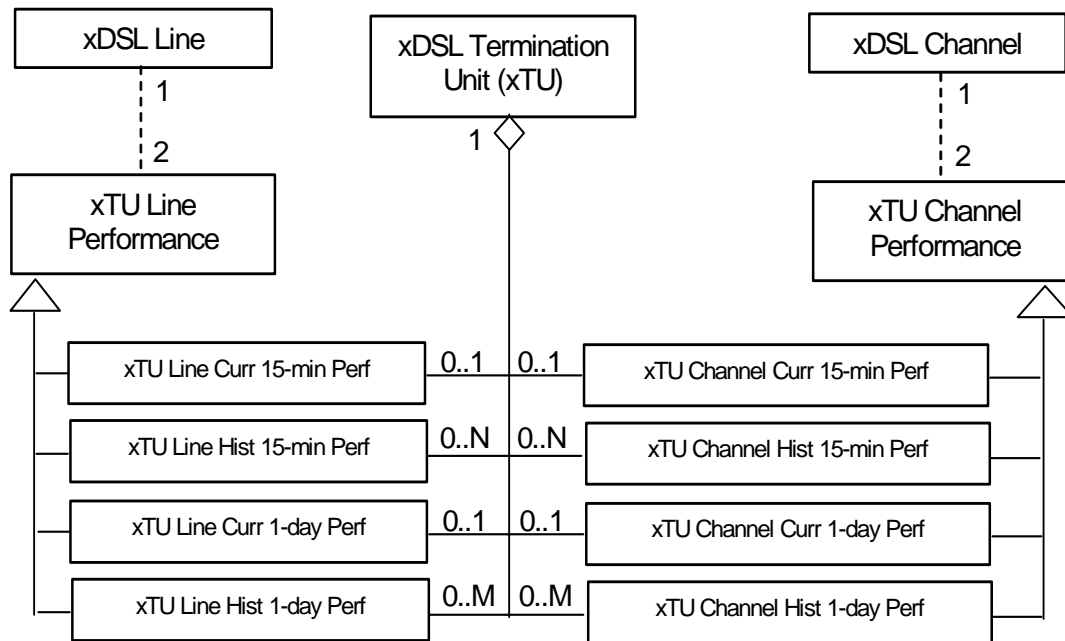 xDSL Line
xDSL Termination
Unit (xTU)
xDSL Channel
1
1
1
2
2
xTU Line
Performance
xTU Channel
Performance
xTU Line Curr 15-min Perf
0..1
0..1
xTU Channel Curr 15-min Perf
xTU Line Hist 15-min Perf
0..N
0..N
xTU Channel Hist 15-min Perf
xTU Line Curr 1-day Perf
0..1
0..1
xTU Channel Curr 1-day Perf
xTU Line Hist 1-day Perf
0..M
0..M
xTU Channel Hist 1-day Perf